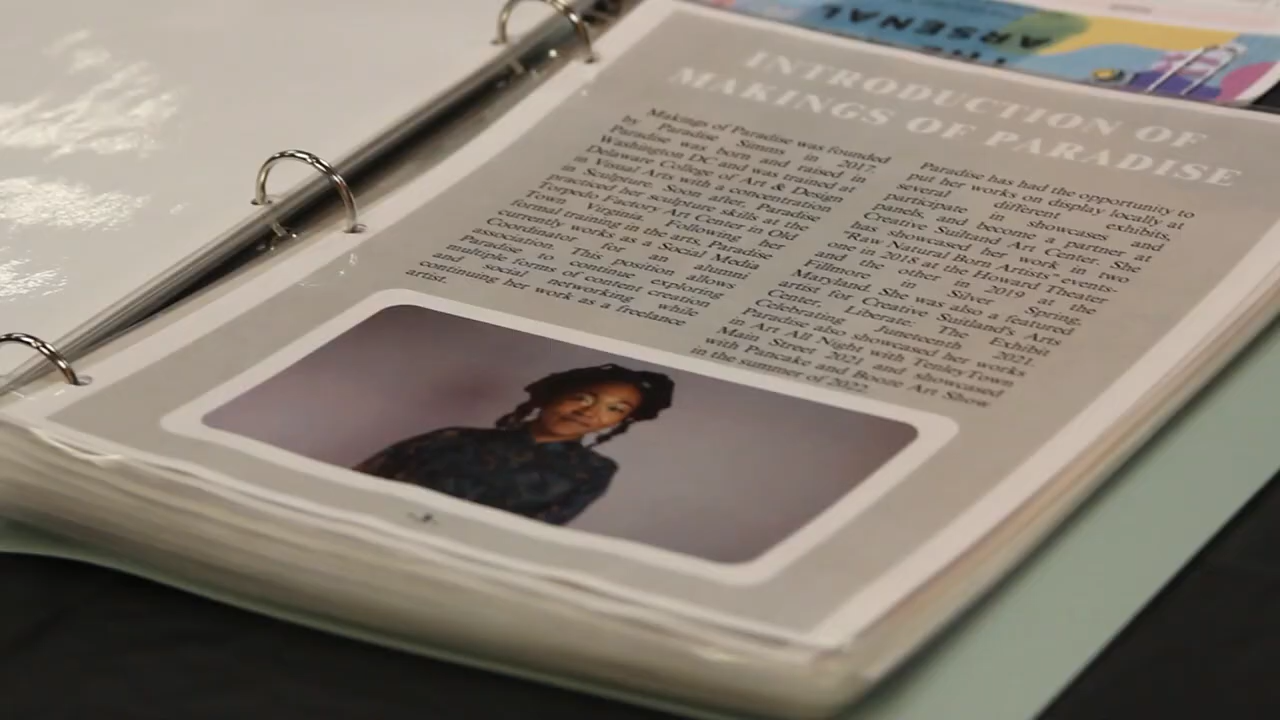 THE
ARSENAL
INTRODUCTION OF
MAKINGS OF PARADISE
Makings of Paradise was founded
by Paradise Simms in 2017.
Paradise was born and raised in
Washington DC and was trained at
Delaware College of Art & Design
in Visual Arts with a concentration
in Sculpture. Soon after, Paradise
practiced her sculpture skills at the
Torpedo Factory Art Center in Old
Town Virginia. Following her
formal training in the arts, Paradise
currently works as a Social Media
Coordinator for an alumns
association. This position allows
Paradise to continue exploring
multiple forms of content creation
and social networking while
continuing her work as a freelance
artist.
Paradise has had the opportunity to
put her works on display locally at
several different exhibits,
participate in showcases and
panels, and become a partner at
Creative Suitland Art Center. She
has showcased her work in two
"Raw Natural Born Artists" events-
one in 2018 at the Howard Theater
and the other in 2019 at the
Fillmore in Silver Spring,
Maryland. She was also a featured
artist for Creative Suitland's Arts
Center, Liberate: The Exhibit
Celebrating Juneteenth 2021.
Paradise also showcased her works
in Art All Night with TenleyTown
Main Street 2021 and showcased
with Pancake and Booze Art Show
in the summer of 2022.